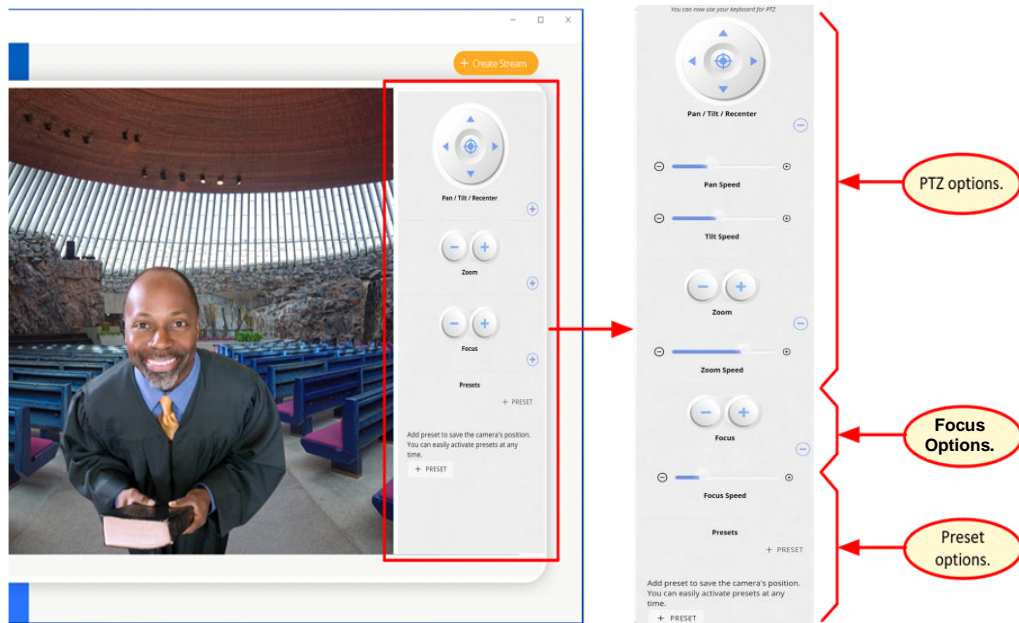 + Create Stream
Pan / Tilt / Recenter
Zoom
Focus
Presets
+ PRESET
Add preset to save the camera's position.
You can easily activate presets at any
time.
+ PRESET
You can now use your keyboard for PTZ
Pan / Tilt / Recenter
Pan Speed
Tilt Speed
Zoom
Zoom Speed
Focus
Focus Speed
Presets
+ PRESET
Add preset to save the camera's position.
You can easily activate presets at any
time.
+ PRESET
PTZ options.
Focus
Options.
Preset
options.